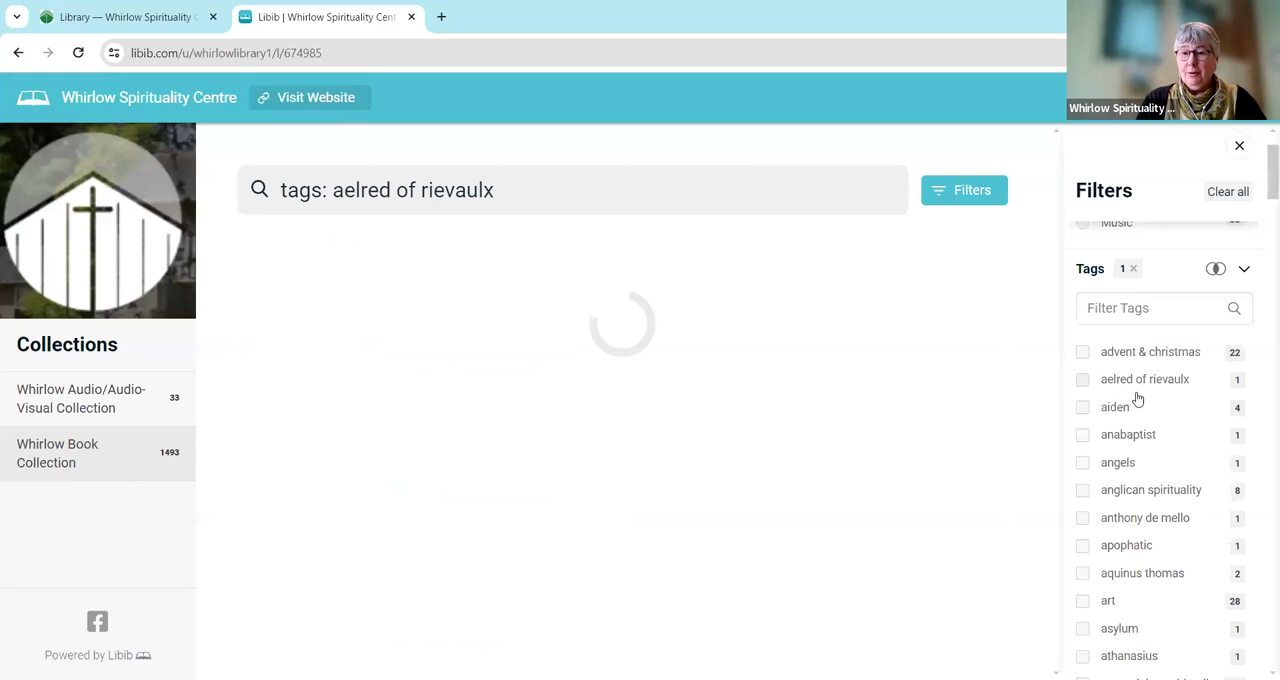 Library — Whirlow Spirituality C
Libib | Whirlow Spirituality Cent
libib.com/u/whirlowlibrary1/l/674985
Whirlow Spirituality Centre
Visit Website
Whirlow Spirituality ...
tags: aelred of rievaulx
Filters
Collections
Whirlow Audio/Audio-
Visual Collection
33
Whirlow Book
Collection
1493
Powered by Libib
Filters
Clear all
Music
Tags
1 ×
Filter Tags
advent & christmas 22
aelred of rievaulx 1
aiden 4
anabaptist 1
angels 1
anglican spirituality 8
anthony de mello 1
apophatic 1
aquinus thomas 2
art 28
asylum 1
athanasius 1